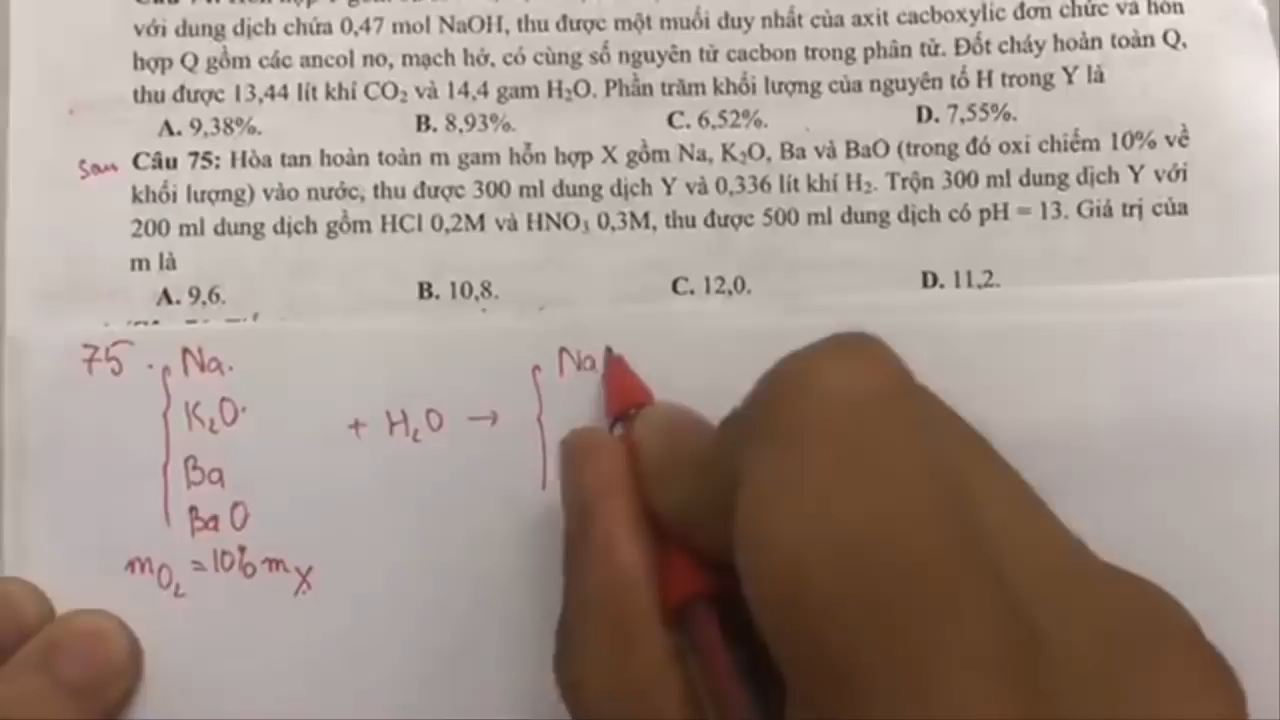 với dung dịch chứa 0,47 mol NaOH, thu được một muối duy nhất của axit cacboxylic đơn chức và hỗn
hợp Q gồm các ancol no, mạch hở, có cùng số nguyên tử cacbon trong phân tử. Đốt cháy hoàn toàn Q,
thu được 13,44 lít khí CO₂ và 14,4 gam H₂O. Phần trăm khối lượng của nguyên tố H trong Y là
A. 9,38%. B. 8,93%. C. 6,52%. D. 7,55%.
San Câu 75: Hòa tan hoàn toàn m gam hỗn hợp X gồm Na, K₂O, Ba và BaO (trong đó oxi chiếm 10% về
khối lượng) vào nước, thu được 300 ml dung dịch Y và 0,336 lít khí H₂. Trộn 300 ml dung dịch Y với
200 ml dung dịch gồm HCl 0,2M và HNO₃ 0,3M, thu được 500 ml dung dịch có pH = 13. Giá trị của
m là
A. 9,6. B. 10,8. C. 12,0. D. 11,2.
75. Na.
K₂O.
Ba
BaO
+ H₂O → Na
mO₂ = 10% mX